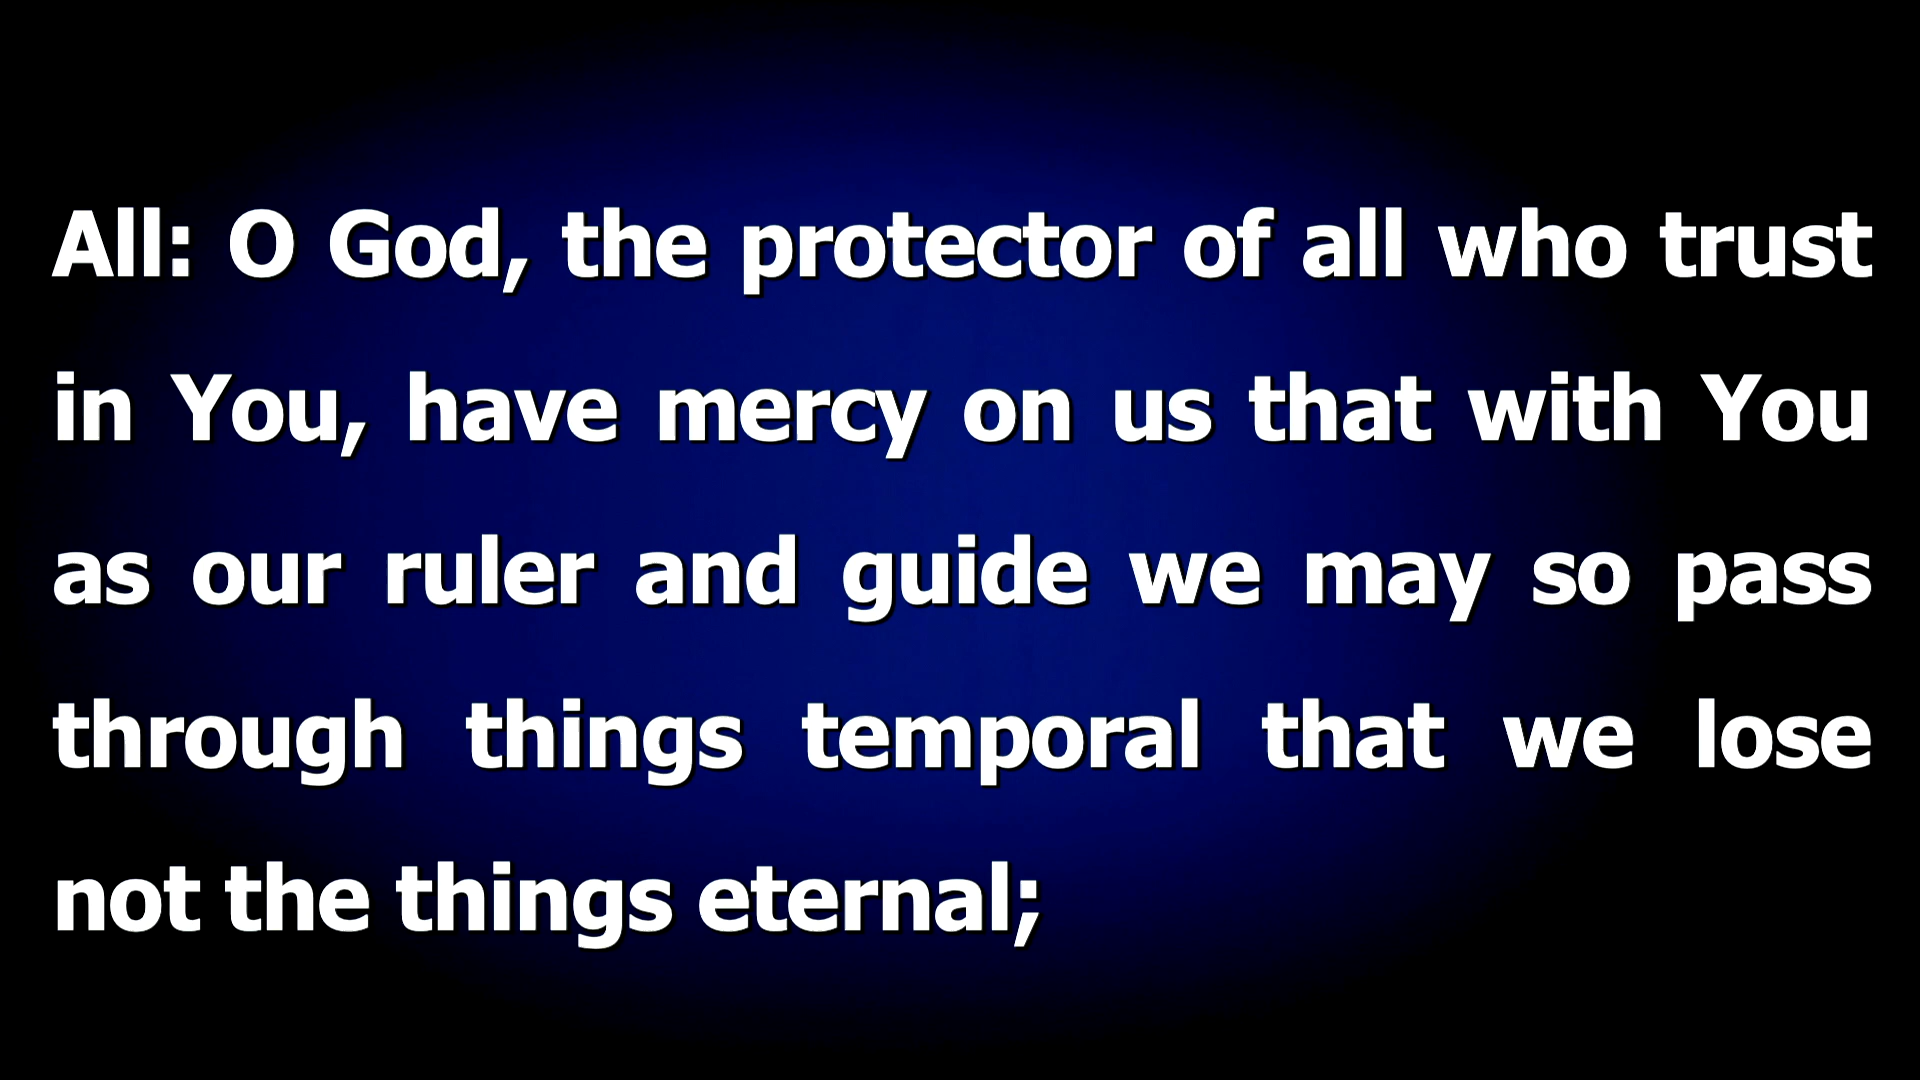 All: O God, the protector of all who trust
in You, have mercy on us that with You
as our ruler and guide we may so pass
through things temporal that we lose
not the things eternal;